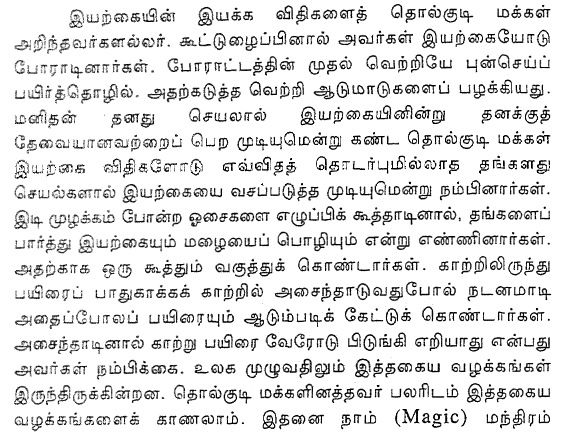 இயற்கையின் இயக்க விதிகளைத் தொல்குடி மக்கள்
அறிந்தவர்களல்லர். கூட்டுழைப்பினால் அவர்கள் இயற்கையோடு
போராடினார்கள். போராட்டத்தின் முதல் வெற்றியே புன்செய்ப்
பயிர்த்தொழில். அதற்கடுத்த வெற்றி ஆடுமாடுகளைப் பழக்கியது.
மனிதன் தனது செயலால் இயற்கையினின்று தனக்குத்
தேவையானவற்றைப் பெற முடியுமென்று கண்ட தொல்குடி மக்கள்
இயற்கை விதிகளோடு எவ்விதத் தொடர்புமில்லாத தங்களது
செயல்களால் இயற்கையை வசப்படுத்த முடியுமென்று நம்பினார்கள்.
இடி முழக்கம் போன்ற ஓசைகளை எழுப்பிக் கூத்தாடினால், தங்களைப்
பார்த்து இயற்கையும் மழையைப் பொழியும் என்று எண்ணினார்கள்.
அதற்காக ஒரு கூத்தும் வகுத்துக் கொண்டார்கள். காற்றிலிருந்து
பயிரைப் பாதுகாக்கக் காற்றில் அசைந்தாடுவதுபோல் நடனமாடி
அதைப்போலப் பயிரையும் ஆடும்படிக் கேட்டுக் கொண்டார்கள்.
அசைந்தாடினால் காற்று பயிரை வேரோடு பிடுங்கி எறியாது என்பது
அவர்கள் நம்பிக்கை. உலக முழுவதிலும் இத்தகைய வழக்கங்கள்
இருந்திருக்கின்றன. தொல்குடி மக்களினத்தவர் பலரிடம் இத்தகைய
வழக்கங்களைக் காணலாம். இதனை நாம் (Magic) மந்திரம்